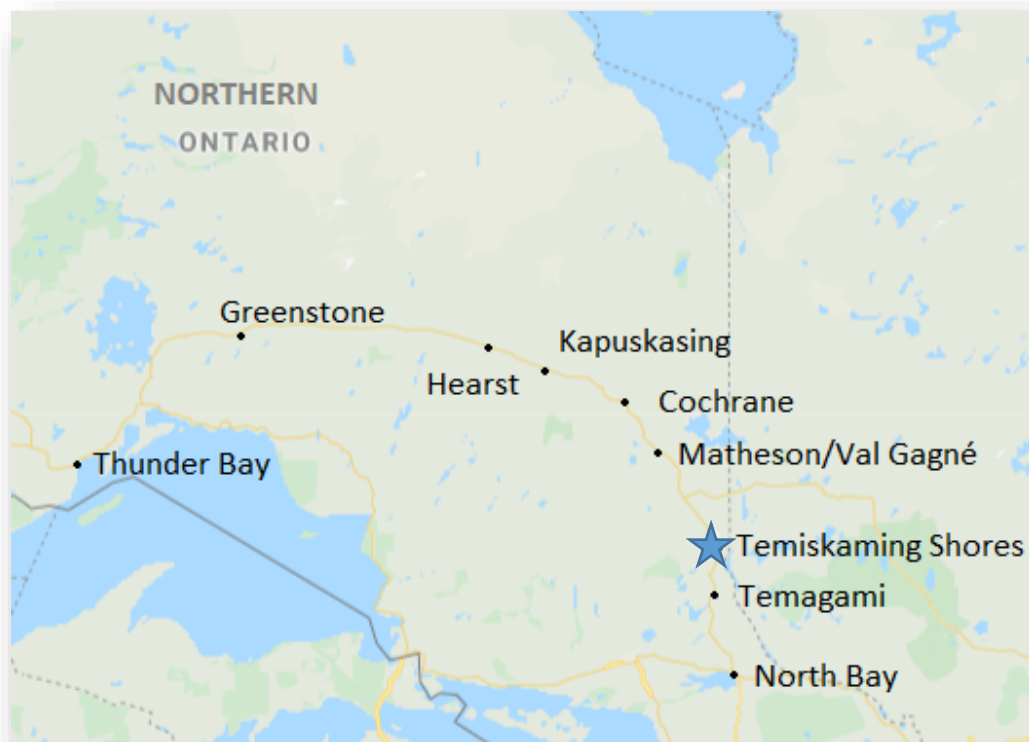 NORTHERN
ONTARIO
Greenstone
Kapuskasing
Hearst
Cochrane
Matheson/Val Gagné
Thunder Bay
Temiskaming Shores
Temagami
North Bay